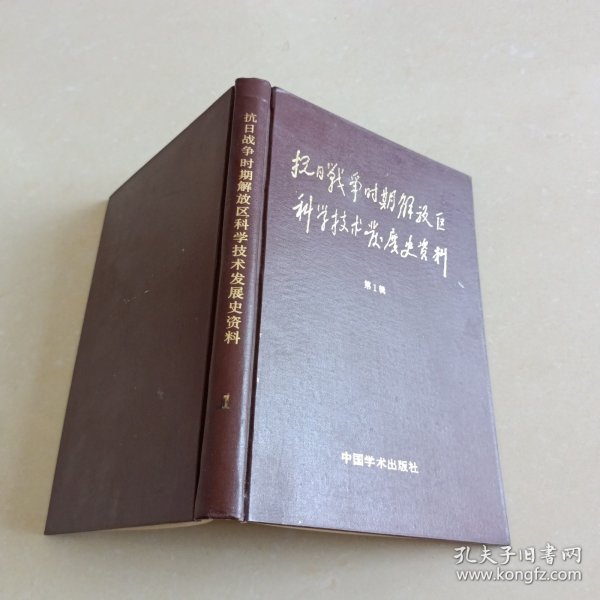 抗日战争时期解放区科学技术发展史资料
1
抗日戰爭时期解放区
科学技术发展史资料
第1辑
中国学术出版社
孔夫子旧书网
www.kongfz.com